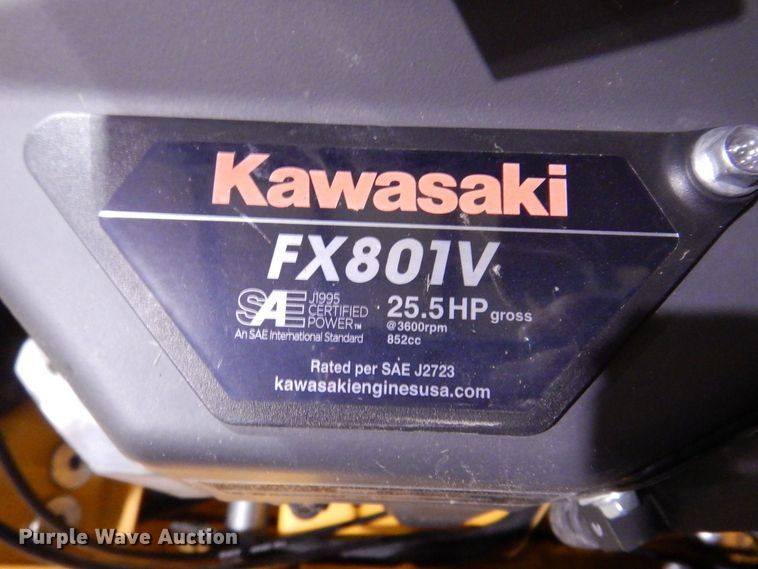 Kawasaki
FX801V
SAE J1995 CERTIFIED POWER™
An SAE International Standard
25.5 HP gross
@3600rpm
852cc
Rated per SAE J2723
kawasakienginesusa.com
Purple Wave Auction